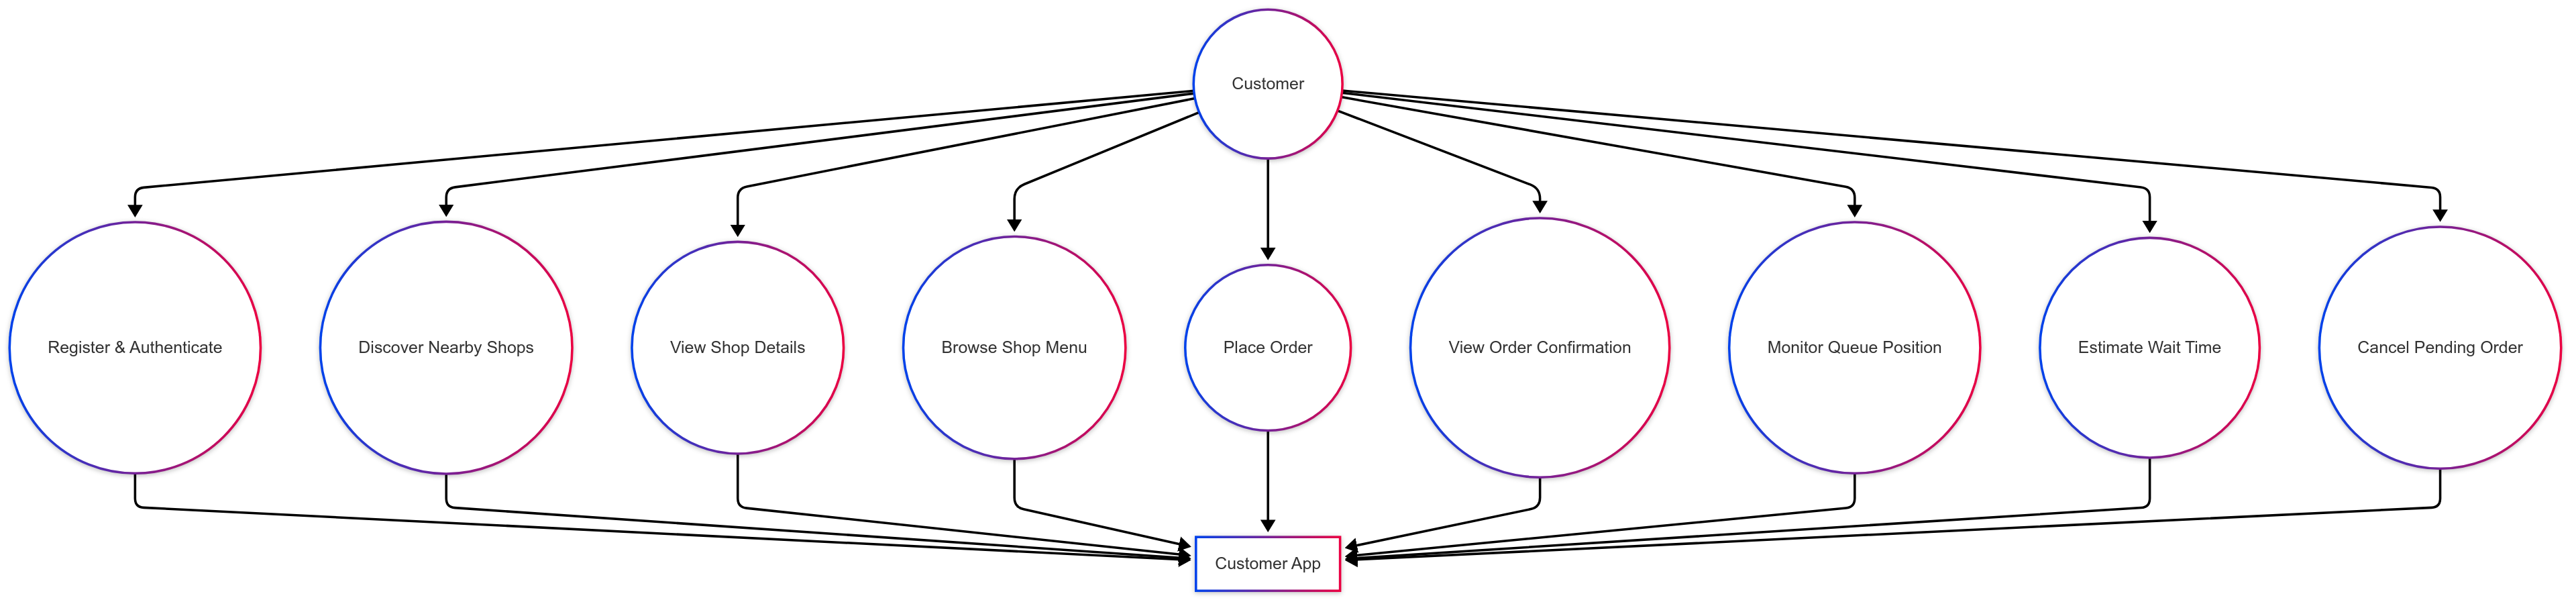 Customer
Register & Authenticate
Discover Nearby Shops
View Shop Details
Browse Shop Menu
Place Order
View Order Confirmation
Monitor Queue Position
Estimate Wait Time
Cancel Pending Order
Customer App